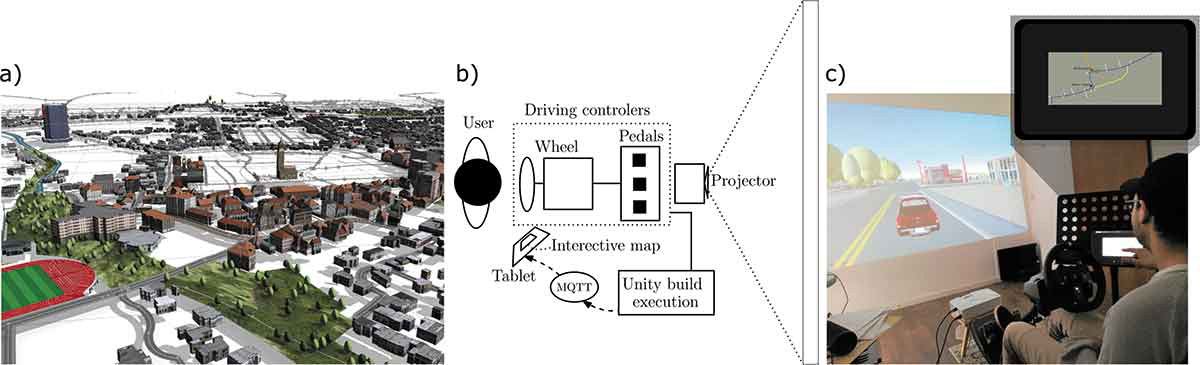 a)
b)
c)
User
Driving controlers
Wheel
Pedals
Projector
Interective map
Tablet
MQTT
Unity build
execution